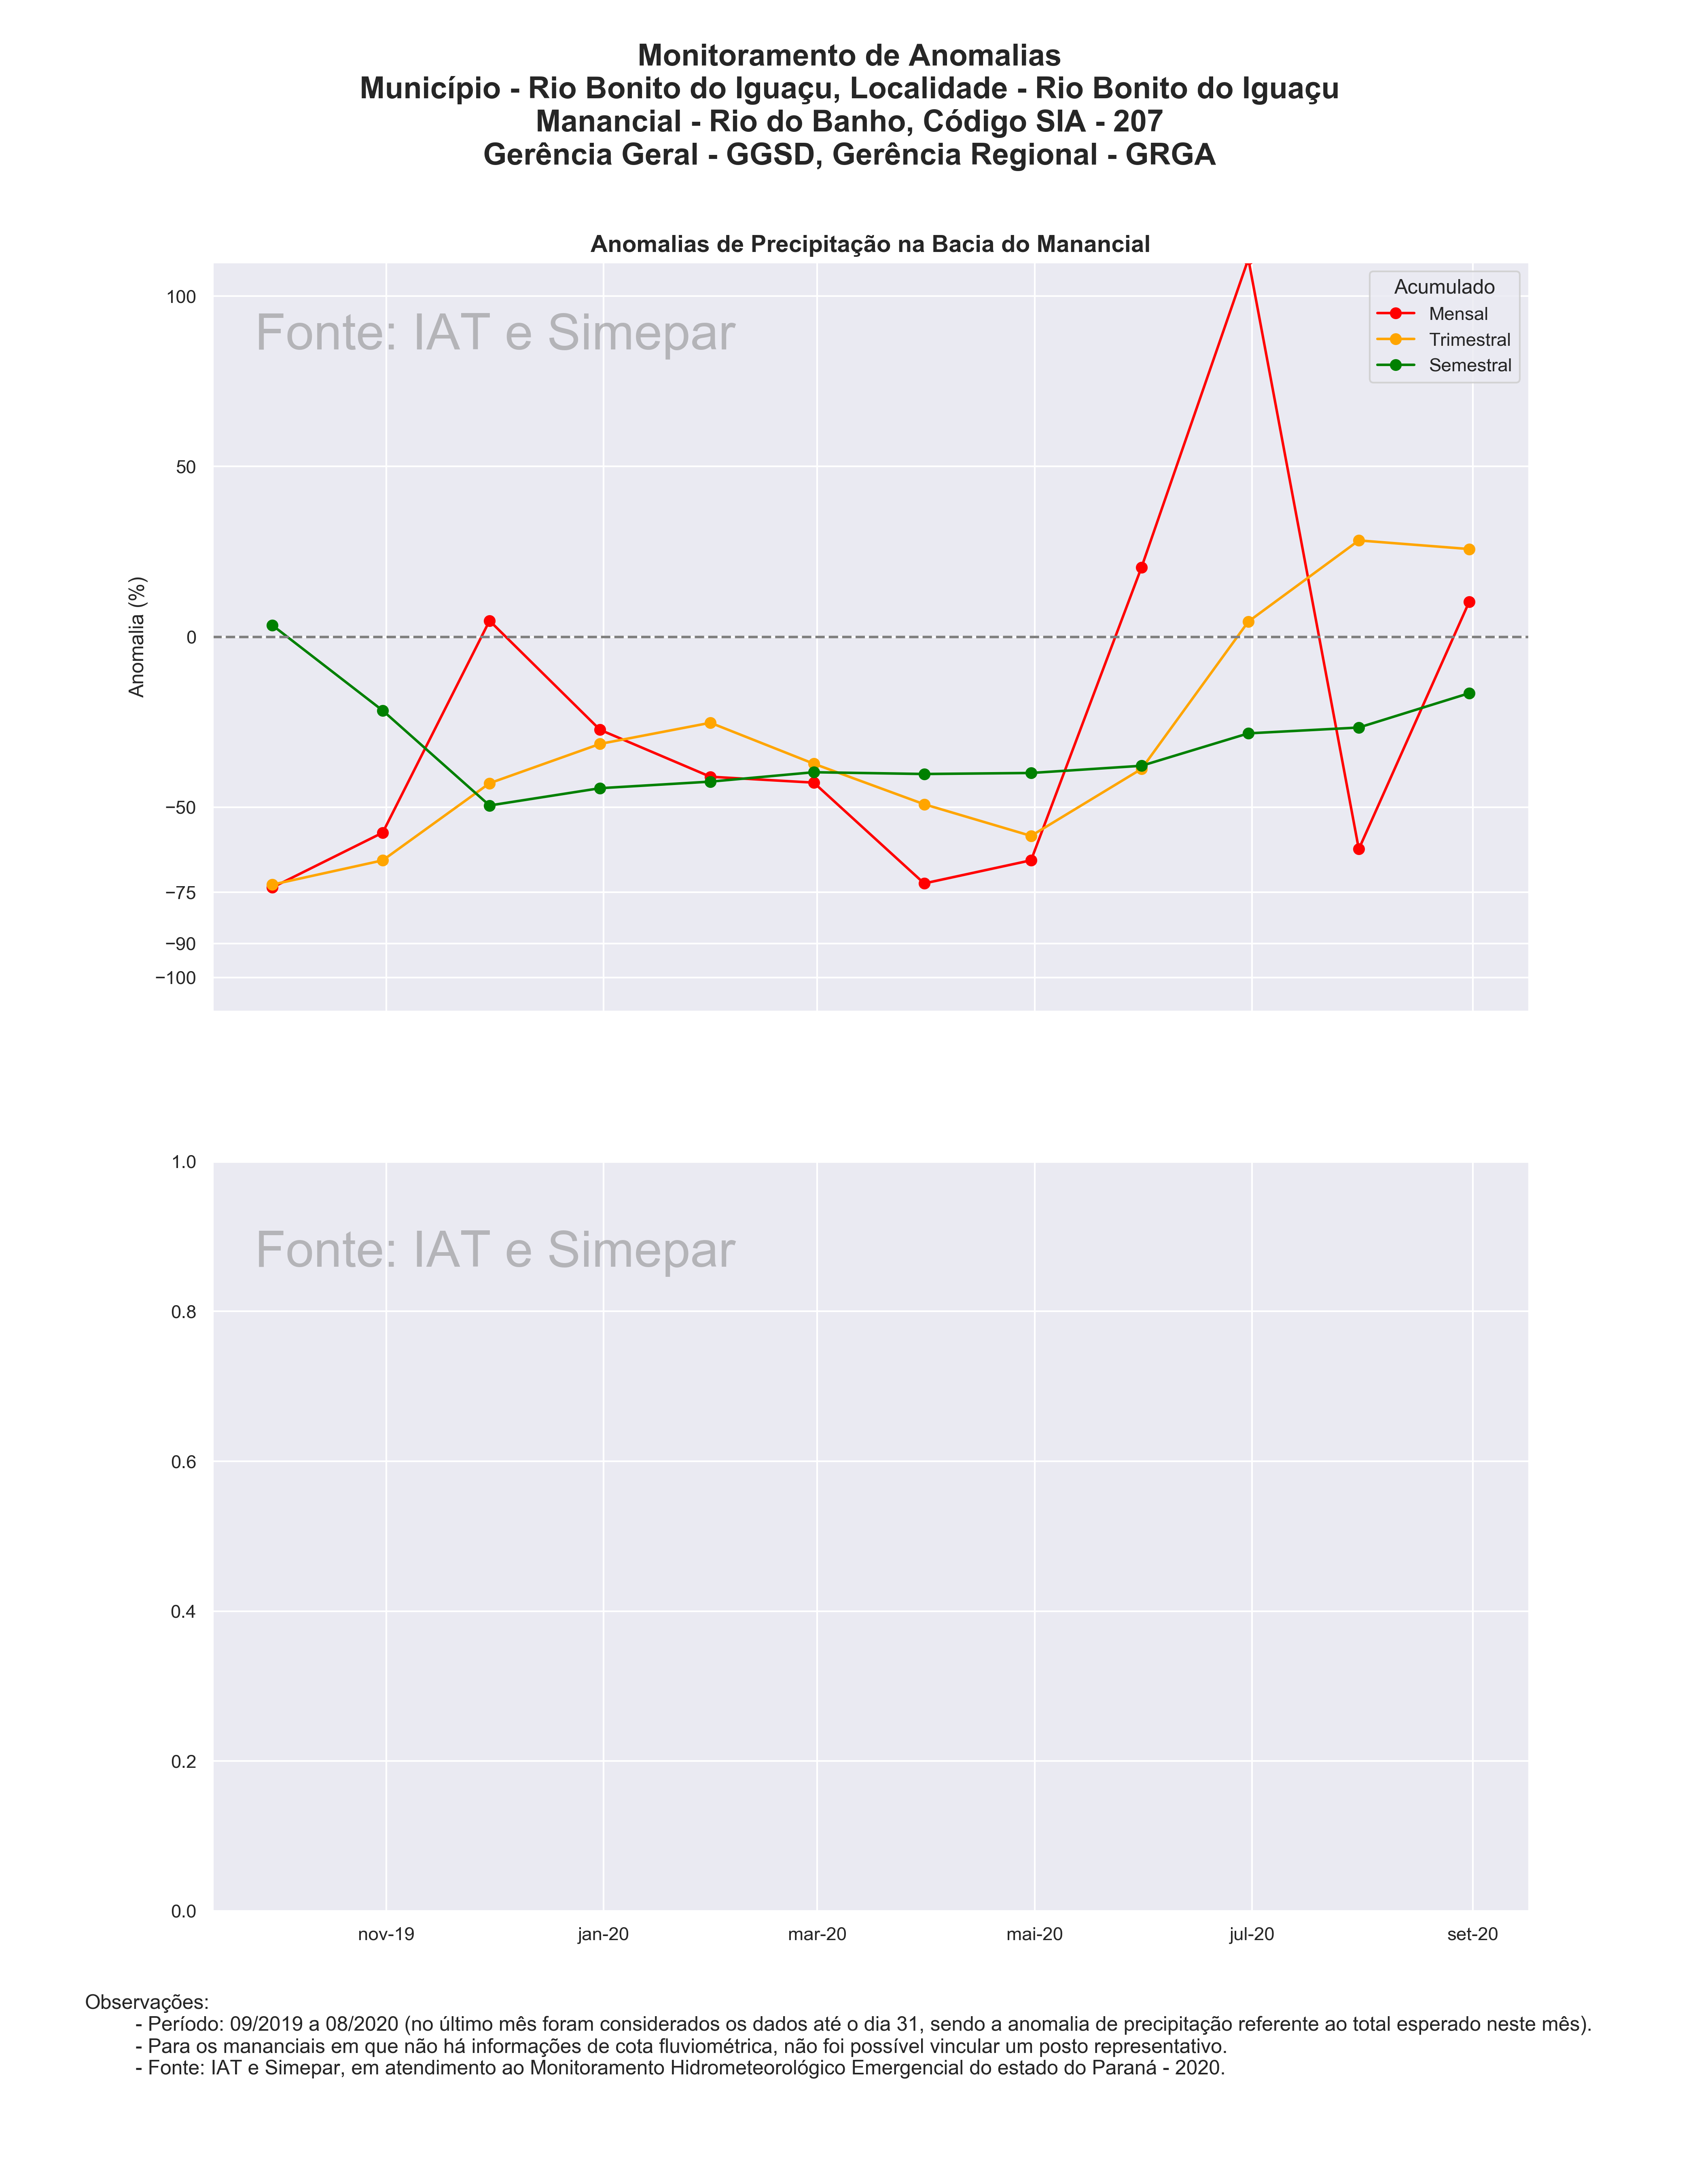 Monitoramento de Anomalias
Município - Rio Bonito do Iguaçu, Localidade - Rio Bonito do Iguaçu
Manancial - Rio do Banho, Código SIA - 207
Gerência Geral - GGSD, Gerência Regional - GRGA
Anomalias de Precipitação na Bacia do Manancial
Fonte: IAT e Simepar
Acumulado
Mensal
Trimestral
Semestral
Anomalia (%)
100
50
0
−50
−75
−90
−100
Fonte: IAT e Simepar
1.0
0.8
0.6
0.4
0.2
0.0
nov-19 jan-20 mar-20 mai-20 jul-20 set-20
Observações:
- Período: 09/2019 a 08/2020 (no último mês foram considerados os dados até o dia 31, sendo a anomalia de precipitação referente ao total esperado neste mês).
- Para os mananciais em que não há informações de cota fluviométrica, não foi possível vincular um posto representativo.
- Fonte: IAT e Simepar, em atendimento ao Monitoramento Hidrometeorológico Emergencial do estado do Paraná - 2020.